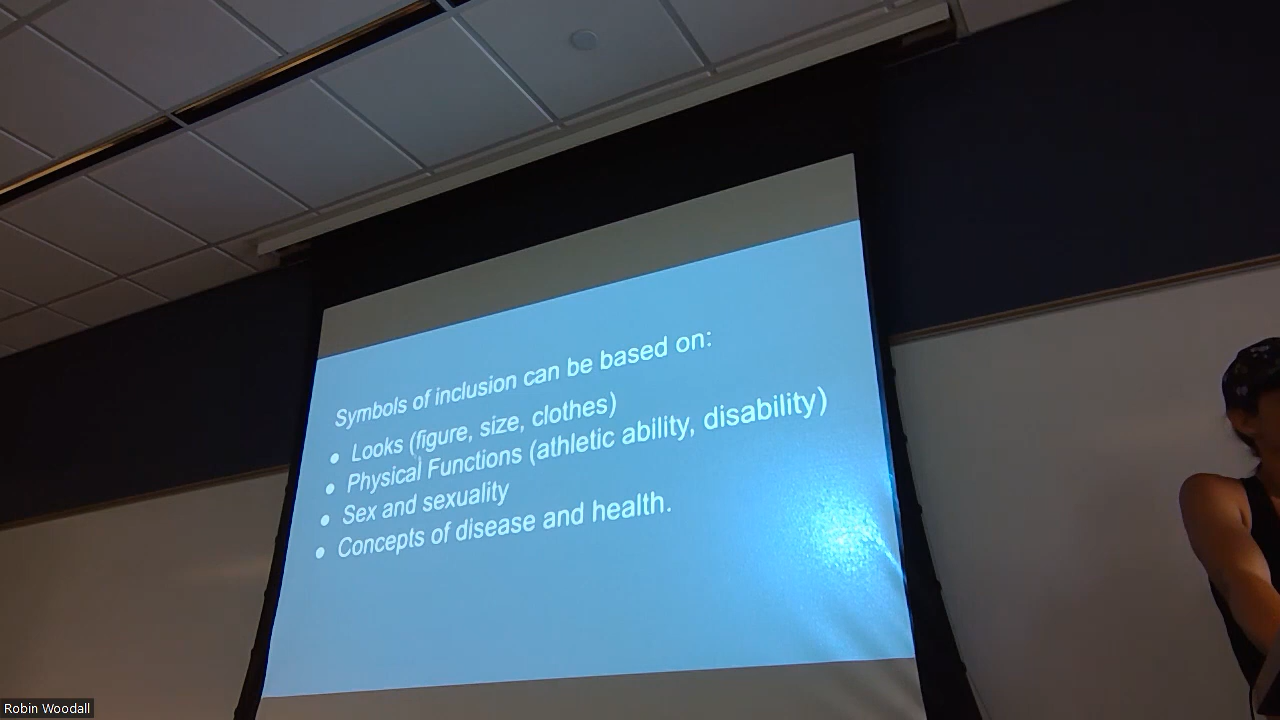 Symbols of inclusion can be based on:
● Looks (figure, size, clothes)
● Physical Functions (athletic ability, disability)
● Sex and sexuality
● Concepts of disease and health.
Robin Woodall